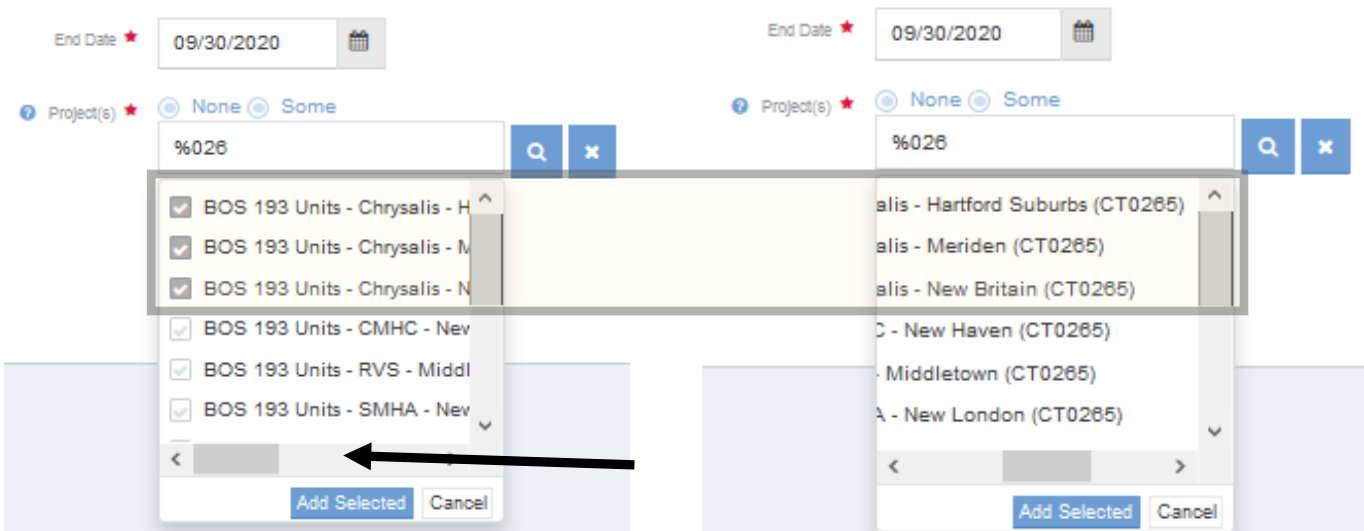 End Date ★ 09/30/2020
Project(s) ★ None Some
%026
BOS 193 Units - Chrysalis - H
BOS 193 Units - Chrysalis - M
BOS 193 Units - Chrysalis - N
BOS 193 Units - CMHC - New
BOS 193 Units - RVS - Middl
BOS 193 Units - SMHA - New
Add Selected Cancel
End Date ★ 09/30/2020
Project(s) ★ None Some
%026
alis - Hartford Suburbs (CT0265)
alis - Meriden (CT0265)
alis - New Britain (CT0265)
C - New Haven (CT0265)
- Middletown (CT0265)
A - New London (CT0265)
Add Selected Cancel